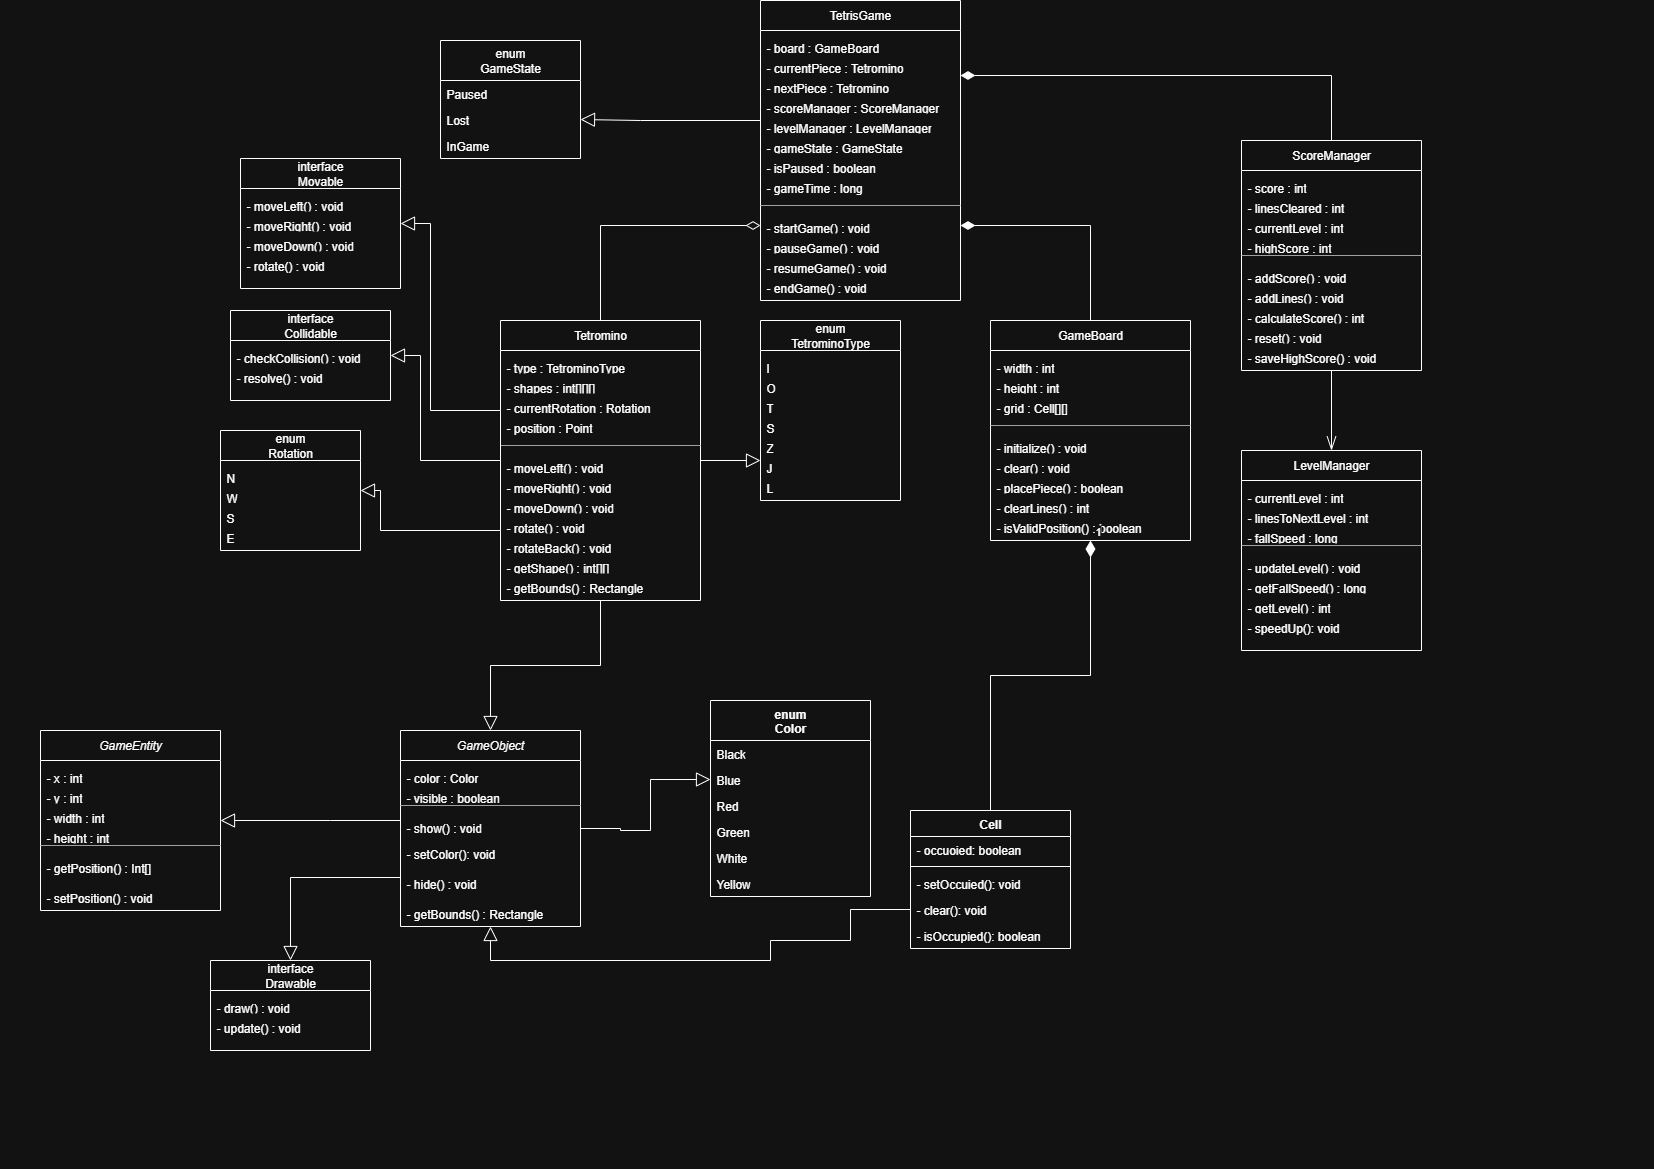 TetrisGame
- board : GameBoard
- currentPiece : Tetromino
- nextPiece : Tetromino
- scoreManager : ScoreManager
- levelManager : LevelManager
- gameState : GameState
- isPaused : boolean
- gameTime : long
- startGame() : void
- pauseGame() : void
- resumeGame() : void
- endGame() : void
enum
GameState
Paused
Lost
InGame
interface
Movable
- moveLeft() : void
- moveRight() : void
- moveDown() : void
- rotate() : void
ScoreManager
- score : int
- linesCleared : int
- currentLevel : int
- highScore : int
- addScore() : void
- addLines() : void
- calculateScore() : int
- reset() : void
- saveHighScore() : void
interface
Collidable
- checkCollision() : void
- resolve() : void
Tetromino
- type : TetrominoType
- shapes : int[][][]
- currentRotation : Rotation
- position : Point
- moveLeft() : void
- moveRight() : void
- moveDown() : void
- rotate() : void
- rotateBack() : void
- getShape() : int[][]
- getBounds() : Rectangle
enum
TetrominoType
I
O
T
S
Z
J
L
GameBoard
- width : int
- height : int
- grid : Cell[][]
- initialize() : void
- clear() : void
- placePiece() : boolean
- clearLines() : int
- isValidPosition() : boolean
enum
Rotation
N
W
S
E
LevelManager
- currentLevel : int
- linesToNextLevel : int
- fallSpeed : long
- updateLevel() : void
- getFallSpeed() : long
- getLevel() : int
- speedUp(): void
GameEntity
- x : int
- y : int
- width : int
- height : int
- getPosition() : Int[]
- setPosition() : void
GameObject
- color : Color
- visible : boolean
- show() : void
- setColor(): void
- hide() : void
- getBounds() : Rectangle
enum
Color
Black
Blue
Red
Green
White
Yellow
Cell
- occuoied: boolean
- setOccuied(): void
- clear(): void
- isOccupied(): boolean
interface
Drawable
- draw() : void
- update() : void